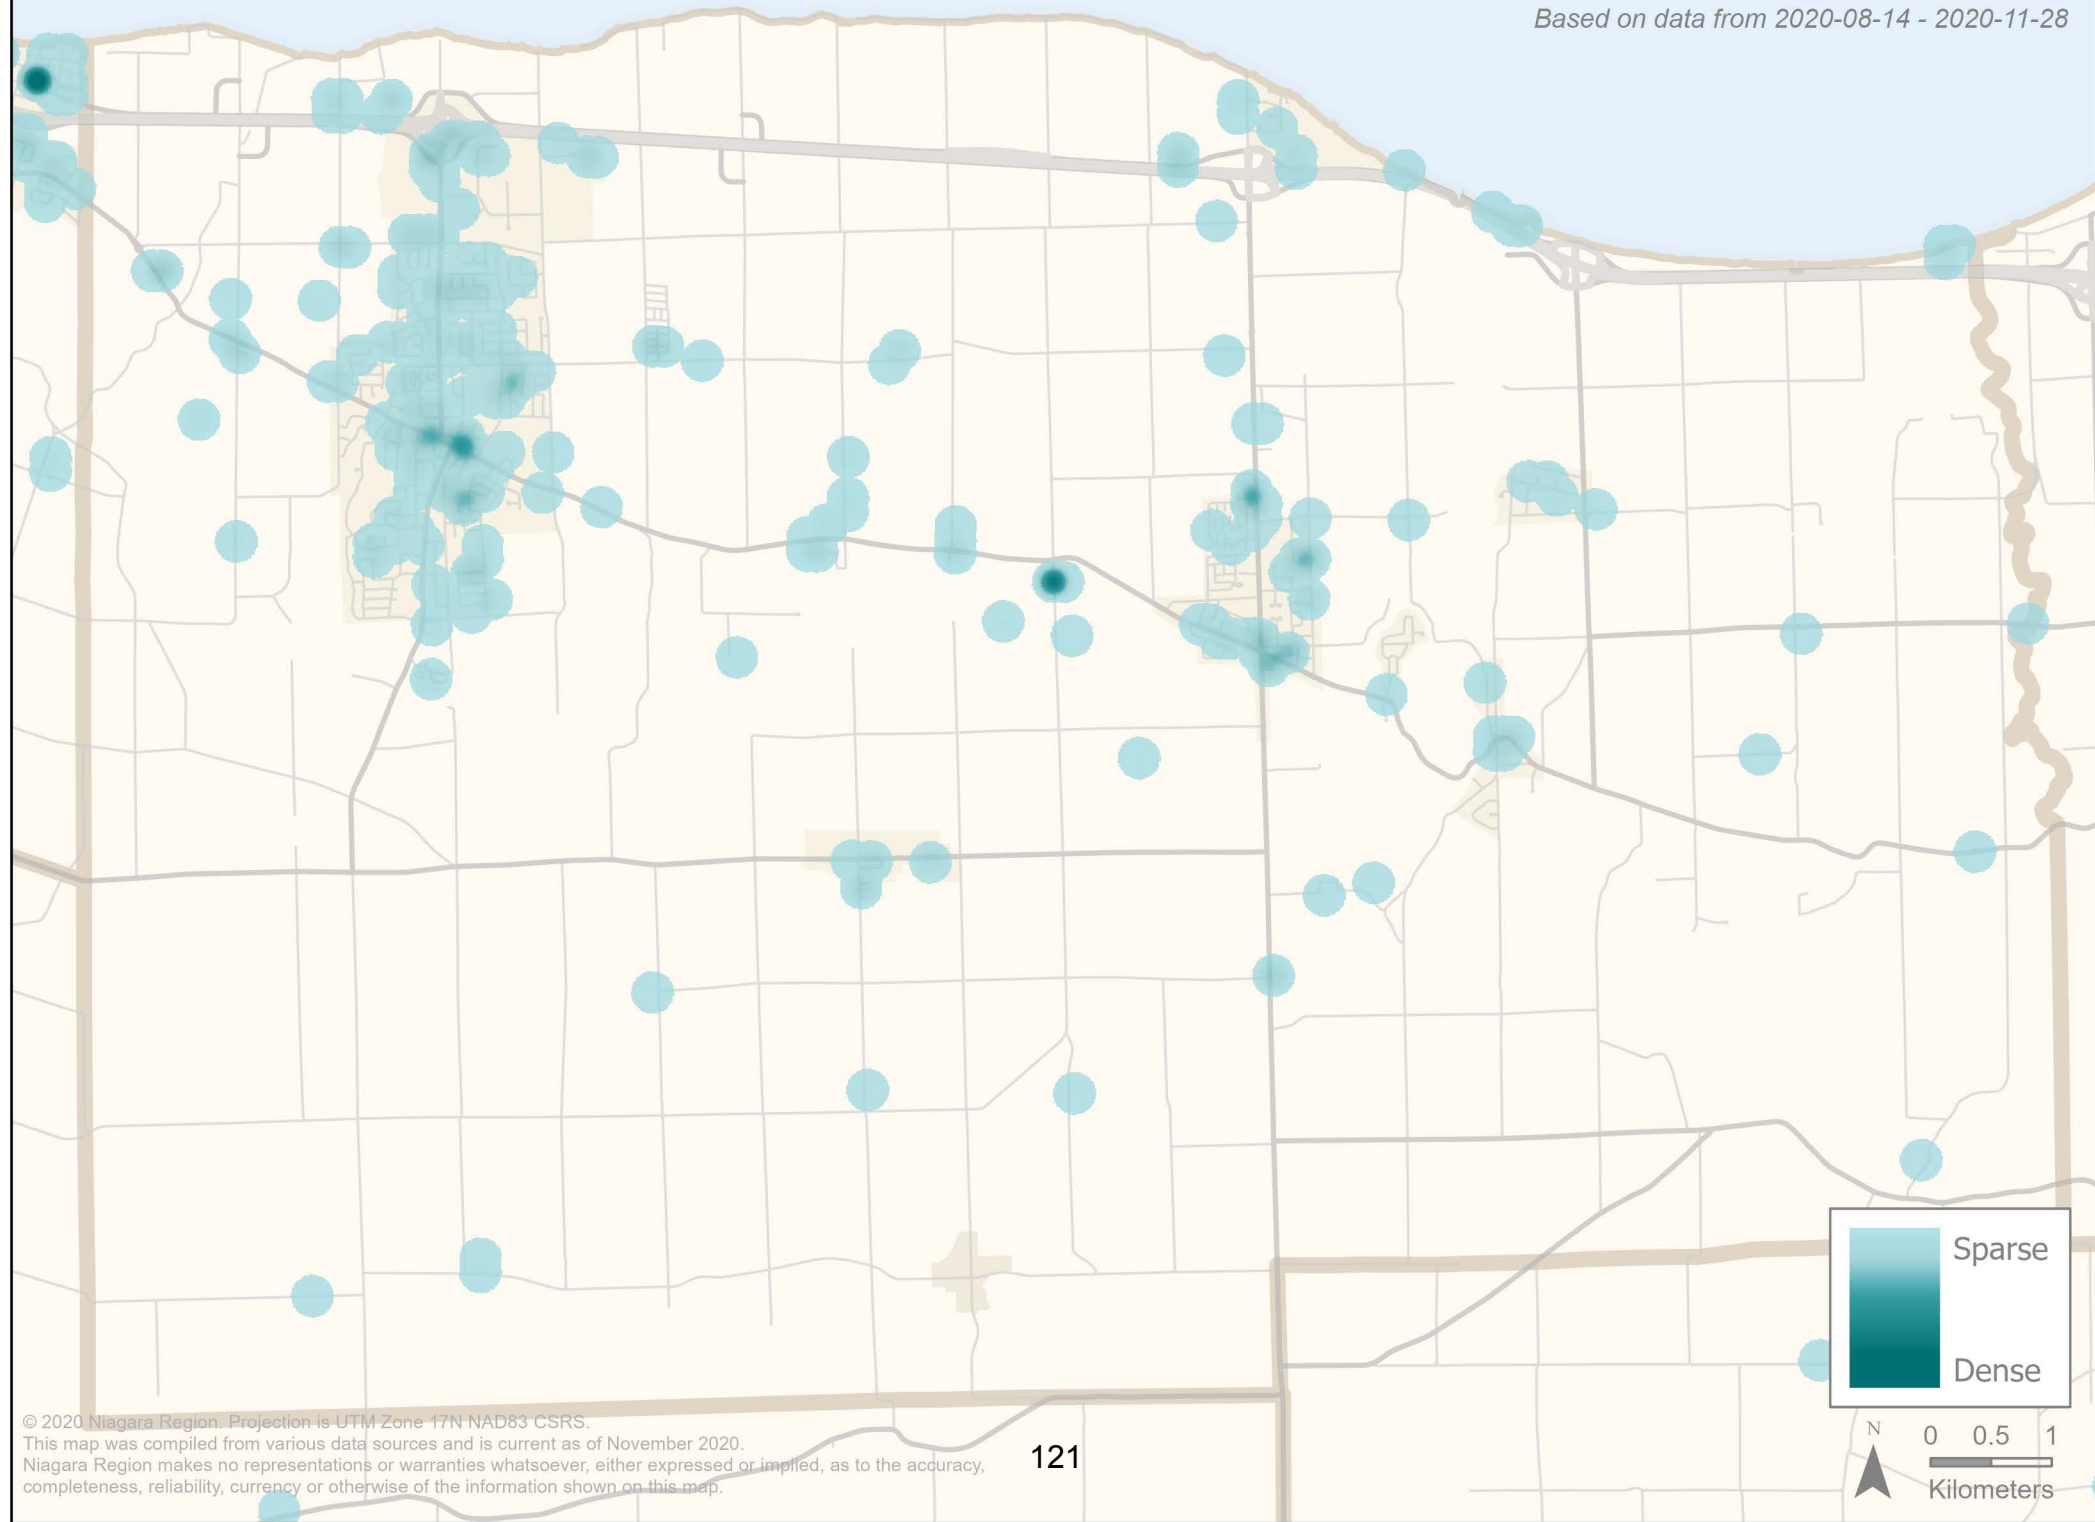 Based on data from 2020-08-14 - 2020-11-28
Sparse
Dense
© 2020 Niagara Region. Projection is UTM Zone 17N NAD83 CSRS.
This map was compiled from various data sources and is current as of November 2020.
Niagara Region makes no representations or warranties whatsoever, either expressed or implied, as to the accuracy,
completeness, reliability, currency or otherwise of the information shown on this map.
121
N
0 0.5 1
Kilometers